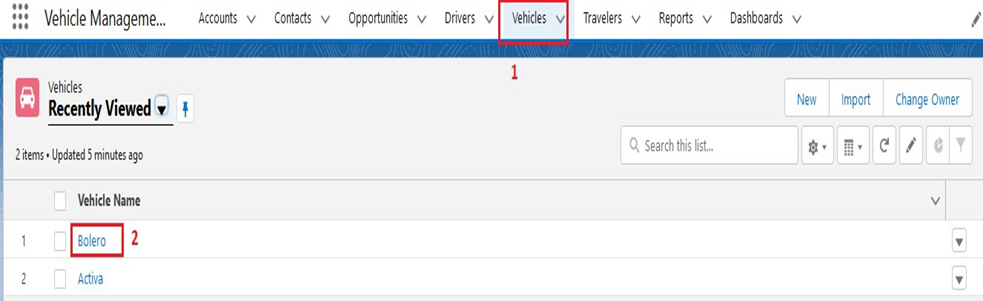 Vehicle Manageme... Accounts Contacts Opportunities Drivers Vehicles Travelers Reports Dashboards
1
Vehicles
Recently Viewed
New Import Change Owner
2 items • Updated 5 minutes ago
Search this list...
Vehicle Name
1 Bolero 2
2 Activa